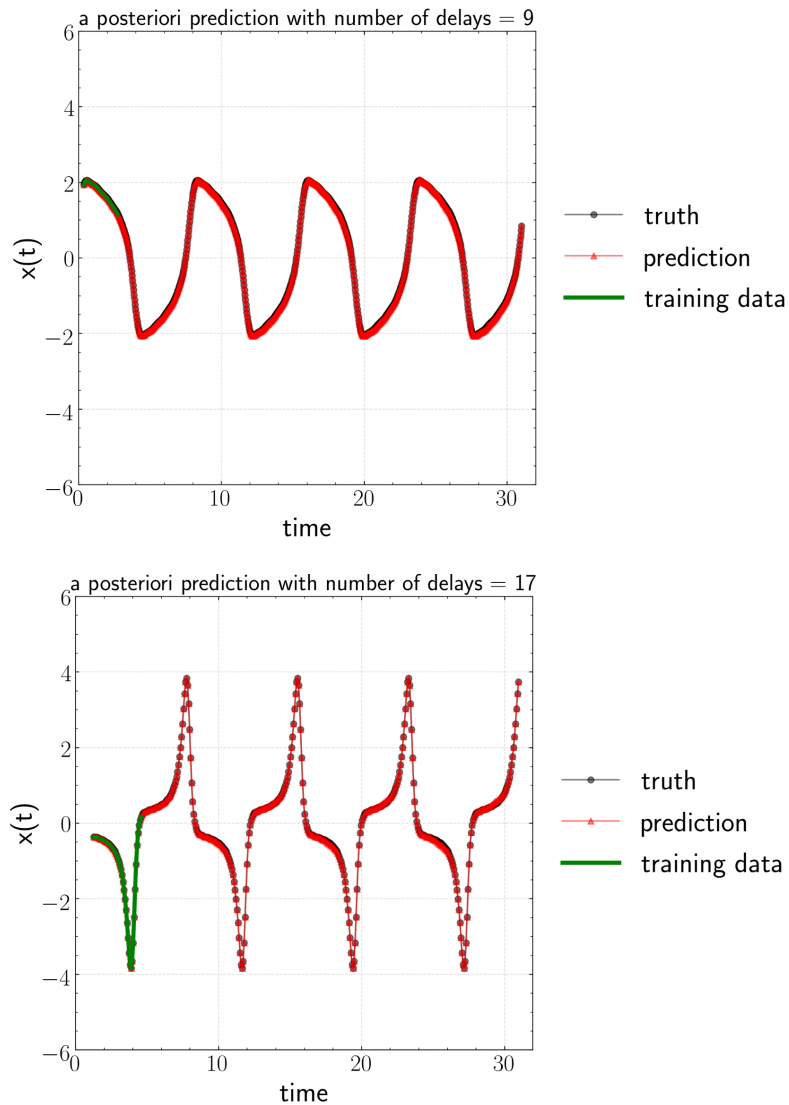 a posteriori prediction with number of delays = 9
6
4
2
0
−2
−4
−6
x(t)
0 10 20 30
time
truth
prediction
training data
a posteriori prediction with number of delays = 17
6
4
2
0
−2
−4
−6
x(t)
0 10 20 30
time
truth
prediction
training data